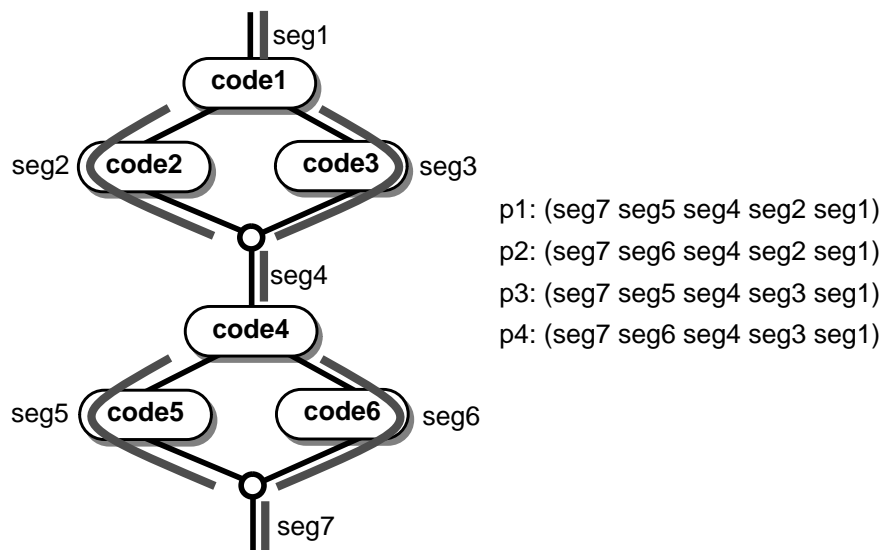 seg1
code1
seg2 code2 code3 seg3
p1: (seg7 seg5 seg4 seg2 seg1)
p2: (seg7 seg6 seg4 seg2 seg1)
seg4
p3: (seg7 seg5 seg4 seg3 seg1)
code4
p4: (seg7 seg6 seg4 seg3 seg1)
seg5 code5 code6 seg6
seg7